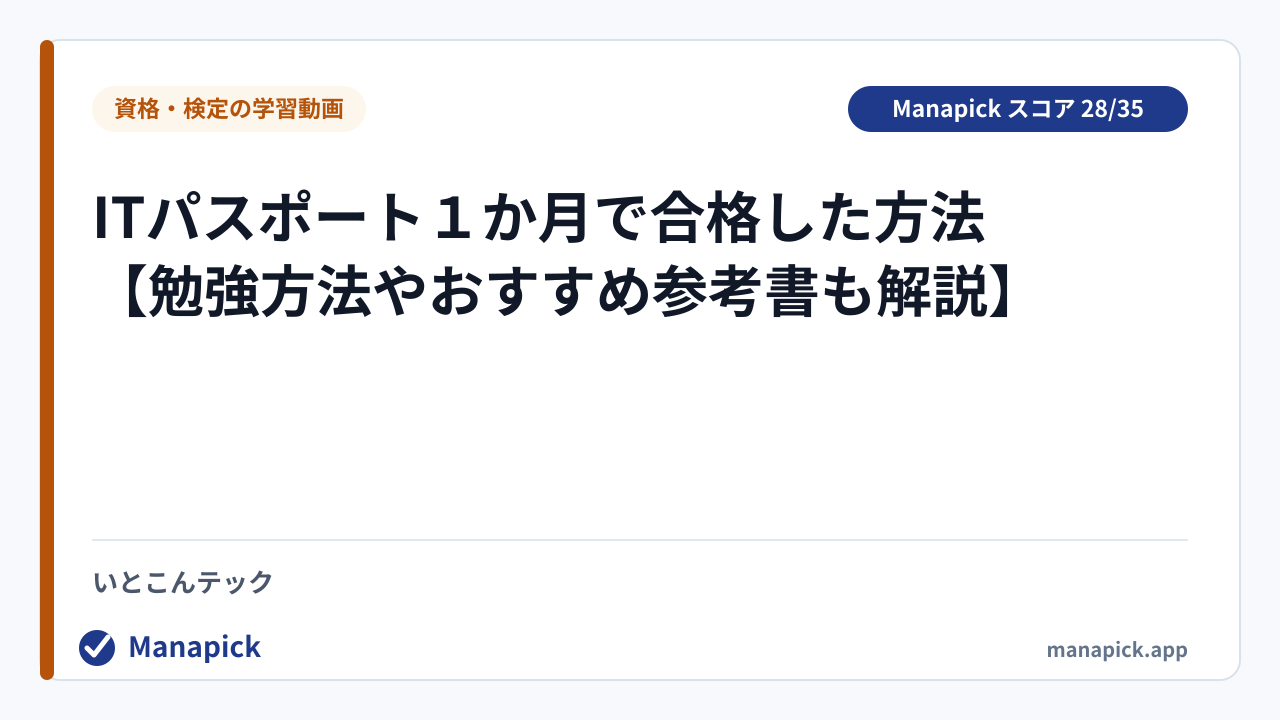 資格・検定の学習動画
Manapick スコア 28/35
ITパスポート１か月で合格した方法
【勉強方法やおすすめ参考書も解説】
いとこんテック
Manapick
manapick.app